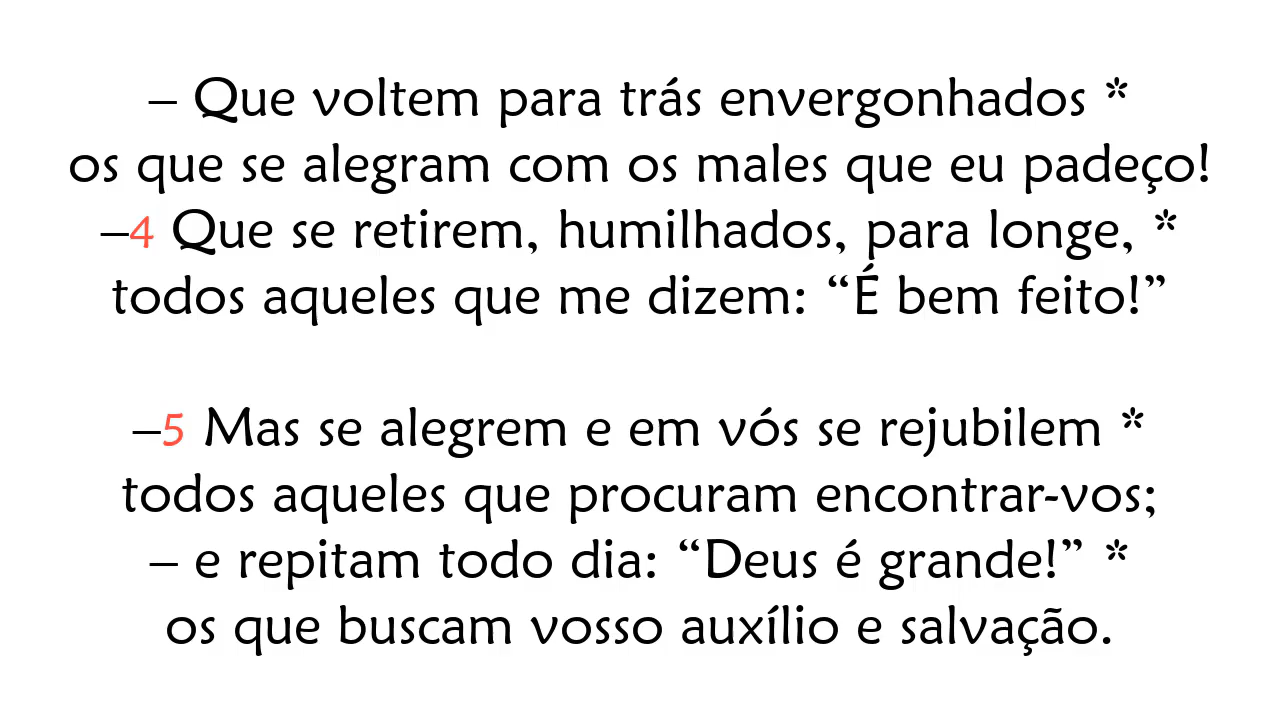 – Que voltem para trás envergonhados *
os que se alegram com os males que eu padeço!
–4 Que se retirem, humilhados, para longe, *
todos aqueles que me dizem: “É bem feito!”
–5 Mas se alegrem e em vós se rejubilem *
todos aqueles que procuram encontrar-vos;
– e repitam todo dia: “Deus é grande!” *
os que buscam vosso auxílio e salvação.